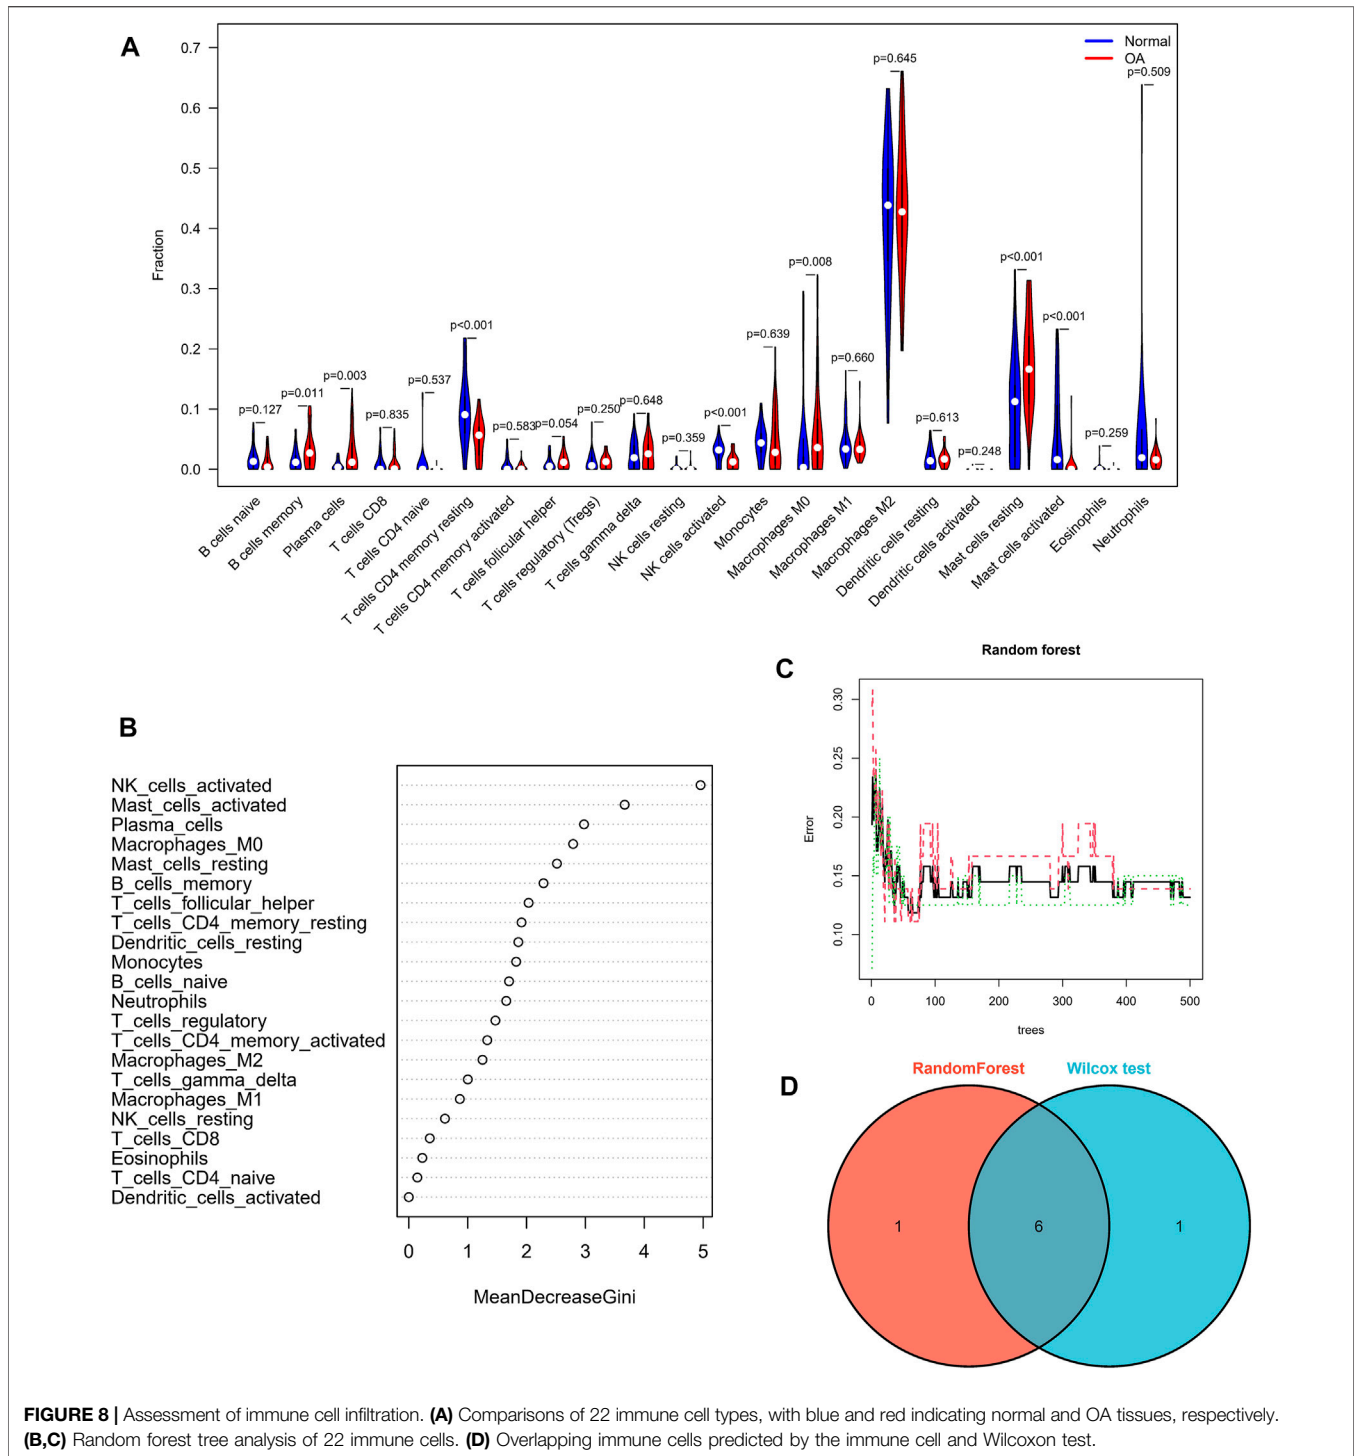 A
Normal
OA
0.7
0.6
0.5
0.4
0.3
0.2
0.1
0.0
Fraction
p=0.127
p=0.011
p=0.003
p=0.835
p=0.537
p<0.001
p=0.583
p=0.054
p=0.250
p=0.648
p=0.359
p<0.001
p=0.639
p=0.008
p=0.660
p=0.645
p=0.613
p=0.248
p<0.001
p<0.001
p=0.259
p=0.509
B cells naive
B cells memory
Plasma cells
T cells CD8
T cells CD4 naive
T cells CD4 memory resting
T cells CD4 memory activated
T cells follicular helper
T cells regulatory (Tregs)
T cells gamma delta
NK cells resting
NK cells activated
Monocytes
Macrophages M0
Macrophages M1
Macrophages M2
Dendritic cells resting
Dendritic cells activated
Mast cells resting
Mast cells activated
Eosinophils
Neutrophils
B
NK_cells_activated
Mast_cells_activated
Plasma_cells
Macrophages_M0
Mast_cells_resting
B_cells_memory
T_cells_follicular_helper
T_cells_CD4_memory_resting
Dendritic_cells_resting
Monocytes
B_cells_naive
Neutrophils
T_cells_regulatory
T_cells_CD4_memory_activated
Macrophages_M2
T_cells_gamma_delta
Macrophages_M1
NK_cells_resting
T_cells_CD8
Eosinophils
T_cells_CD4_naive
Dendritic_cells_activated
0 1 2 3 4 5
MeanDecreaseGini
C
Random forest
0.30
0.25
0.20
0.15
0.10
Error
0 100 200 300 400 500
trees
D
RandomForest
Wilcox test
1 6 1
FIGURE 8 | Assessment of immune cell infiltration. (A) Comparisons of 22 immune cell types, with blue and red indicating normal and OA tissues, respectively.
(B,C) Random forest tree analysis of 22 immune cells. (D) Overlapping immune cells predicted by the immune cell and Wilcoxon test.